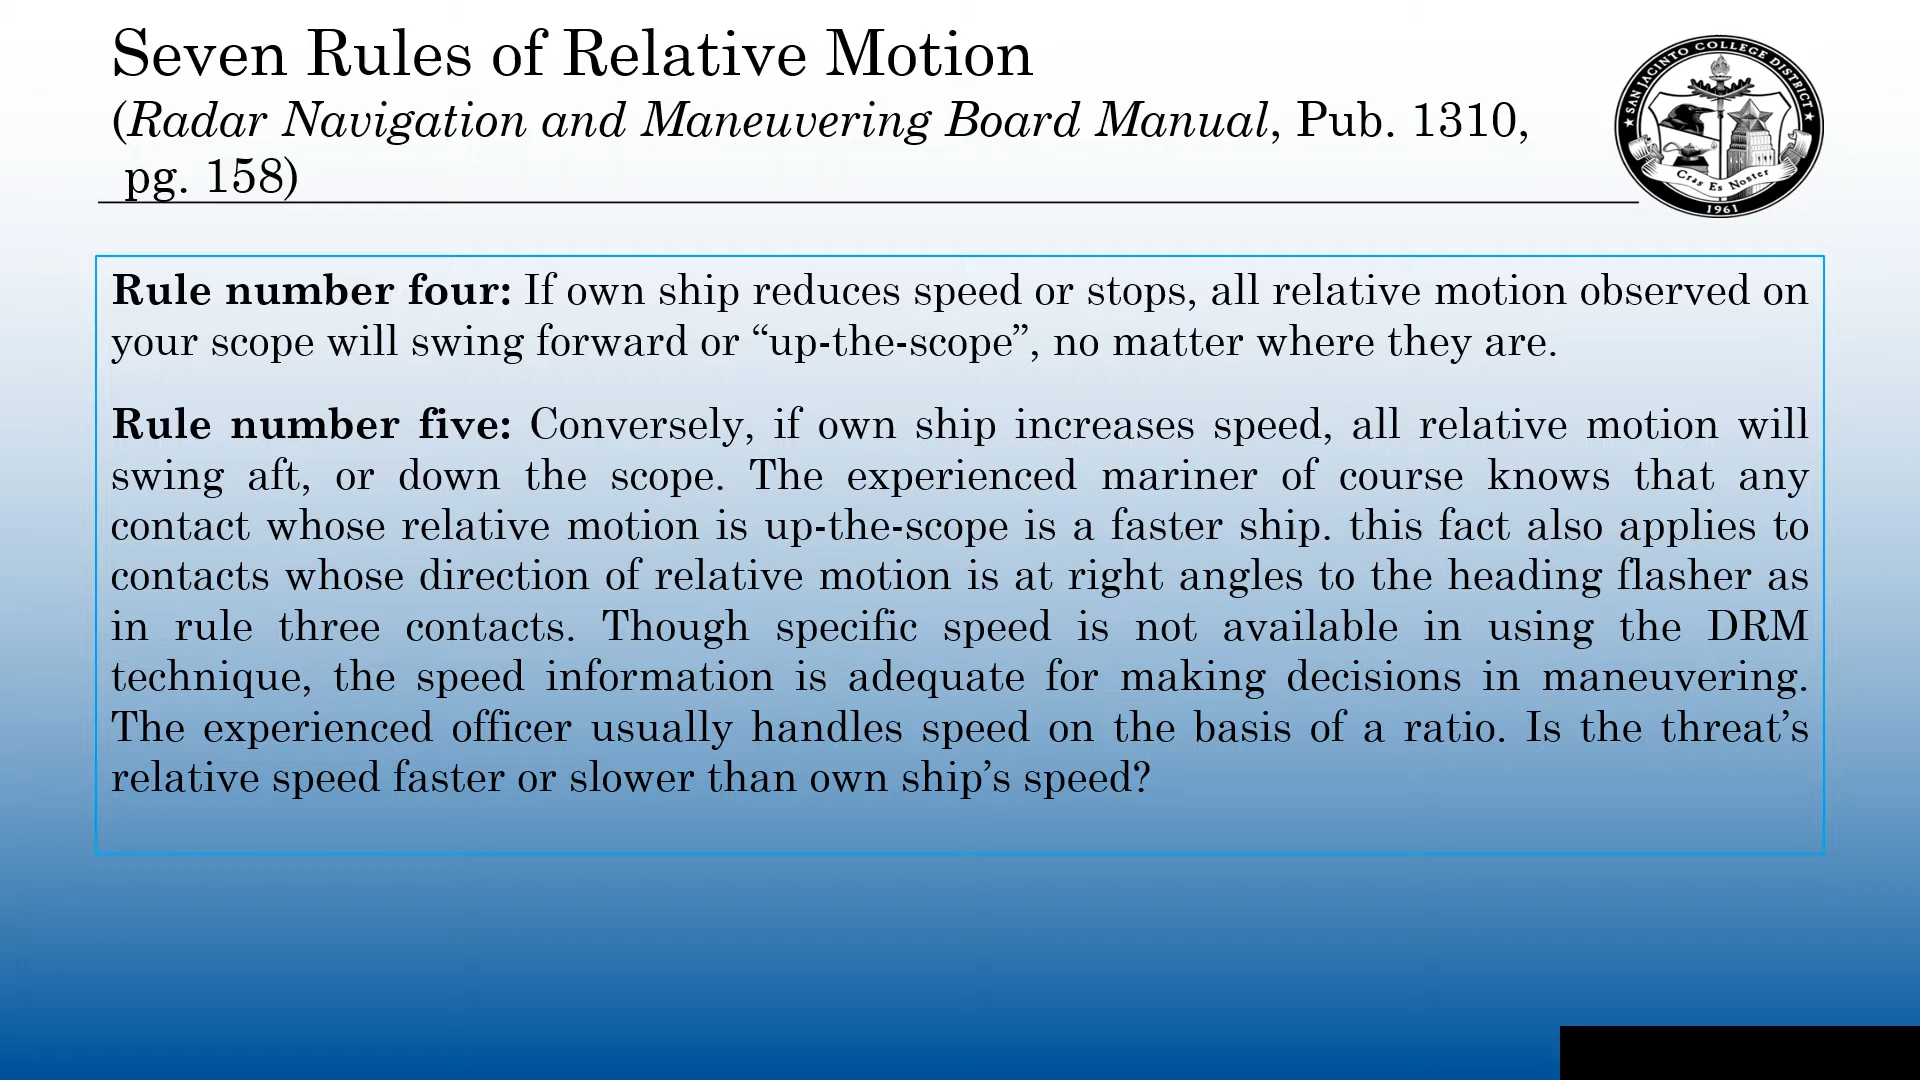 Seven Rules of Relative Motion
(Radar Navigation and Maneuvering Board Manual, Pub. 1310,
pg. 158)
★ SAN JACINTO COLLEGE DISTRICT ★
Cras Es Noster
1961
Rule number four: If own ship reduces speed or stops, all relative motion observed on
your scope will swing forward or “up-the-scope”, no matter where they are.
Rule number five: Conversely, if own ship increases speed, all relative motion will
swing aft, or down the scope. The experienced mariner of course knows that any
contact whose relative motion is up-the-scope is a faster ship. this fact also applies to
contacts whose direction of relative motion is at right angles to the heading flasher as
in rule three contacts. Though specific speed is not available in using the DRM
technique, the speed information is adequate for making decisions in maneuvering.
The experienced officer usually handles speed on the basis of a ratio. Is the threat’s
relative speed faster or slower than own ship’s speed?